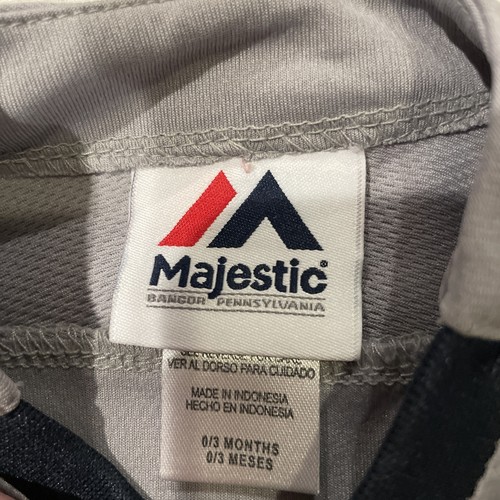 Majestic®
BANGOR PENNSYLVANIA
VER AL DORSO PARA CUIDADO
MADE IN INDONESIA
HECHO EN INDONESIA
0/3 MONTHS
0/3 MESES